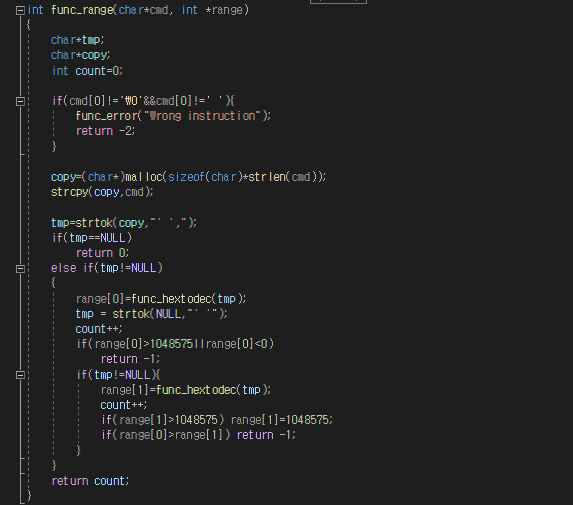 int func_range(char*cmd, int *range)
{
char*tmp;
char*copy;
int count=0;
if(cmd[0]!='₩0'&&cmd[0]!=' '){
func_error("Wrong instruction");
return -2;
}
copy=(char*)malloc(sizeof(char)*strlen(cmd));
strcpy(copy,cmd);
tmp=strtok(copy,"' ',");
if(tmp==NULL)
return 0;
else if(tmp!=NULL)
{
range[0]=func_hextodec(tmp);
tmp = strtok(NULL,"' '");
count++;
if(range[0]>1048575||range[0]<0)
return -1;
if(tmp!=NULL){
range[1]=func_hextodec(tmp);
count++;
if(range[1]>1048575) range[1]=1048575;
if(range[0]>range[1]) return -1;
}
}
return count;
}